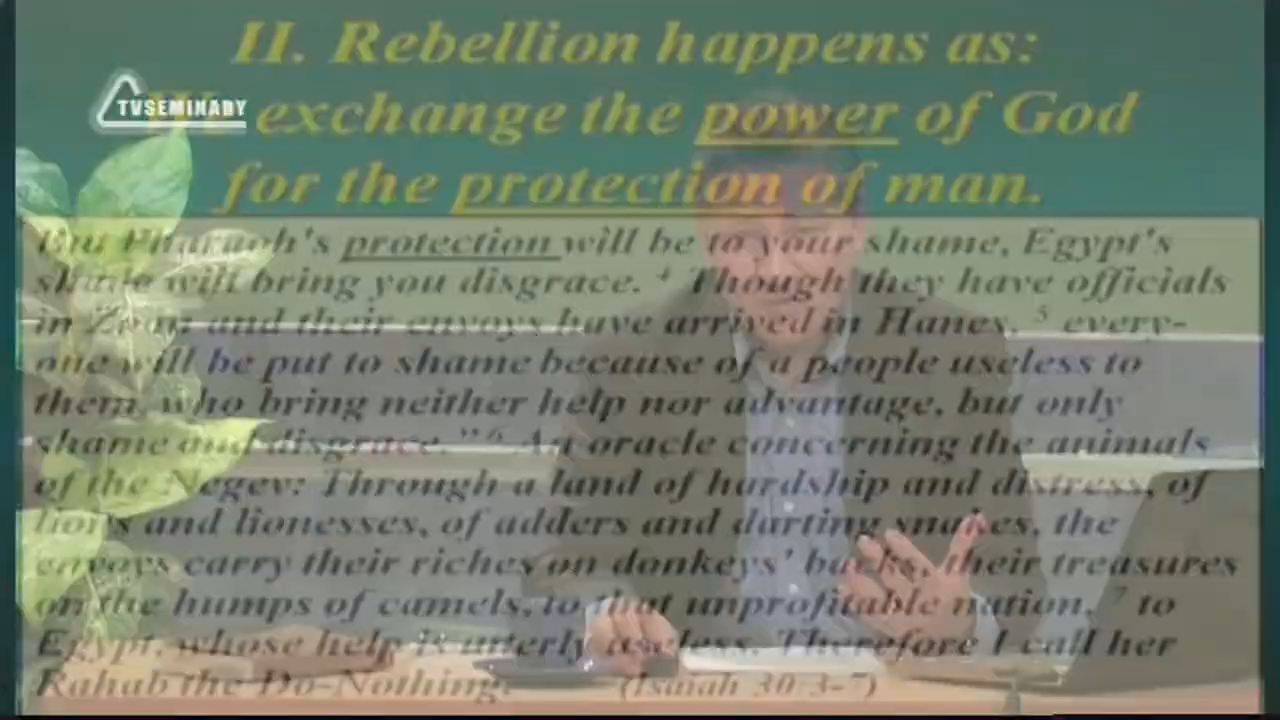 II. Rebellion happens as:
TVSEMINARY
We exchange the power of God
for the protection of man.
But Pharaoh's protection will be to your shame, Egypt's
shade will bring you disgrace. 4 Though they have officials
in Zoan and their envoys have arrived in Hanes, 5 every-
one will be put to shame because of a people useless to
them, who bring neither help nor advantage, but only
shame and disgrace.” 6 An oracle concerning the animals
of the Negev: Through a land of hardship and distress, of
lions and lionesses, of adders and darting snakes, the
envoys carry their riches on donkeys' backs, their treasures
on the humps of camels, to that unprofitable nation, 7 to
Egypt, whose help is utterly useless. Therefore I call her
Rahab the Do-Nothing. (Isaiah 30:3-7)